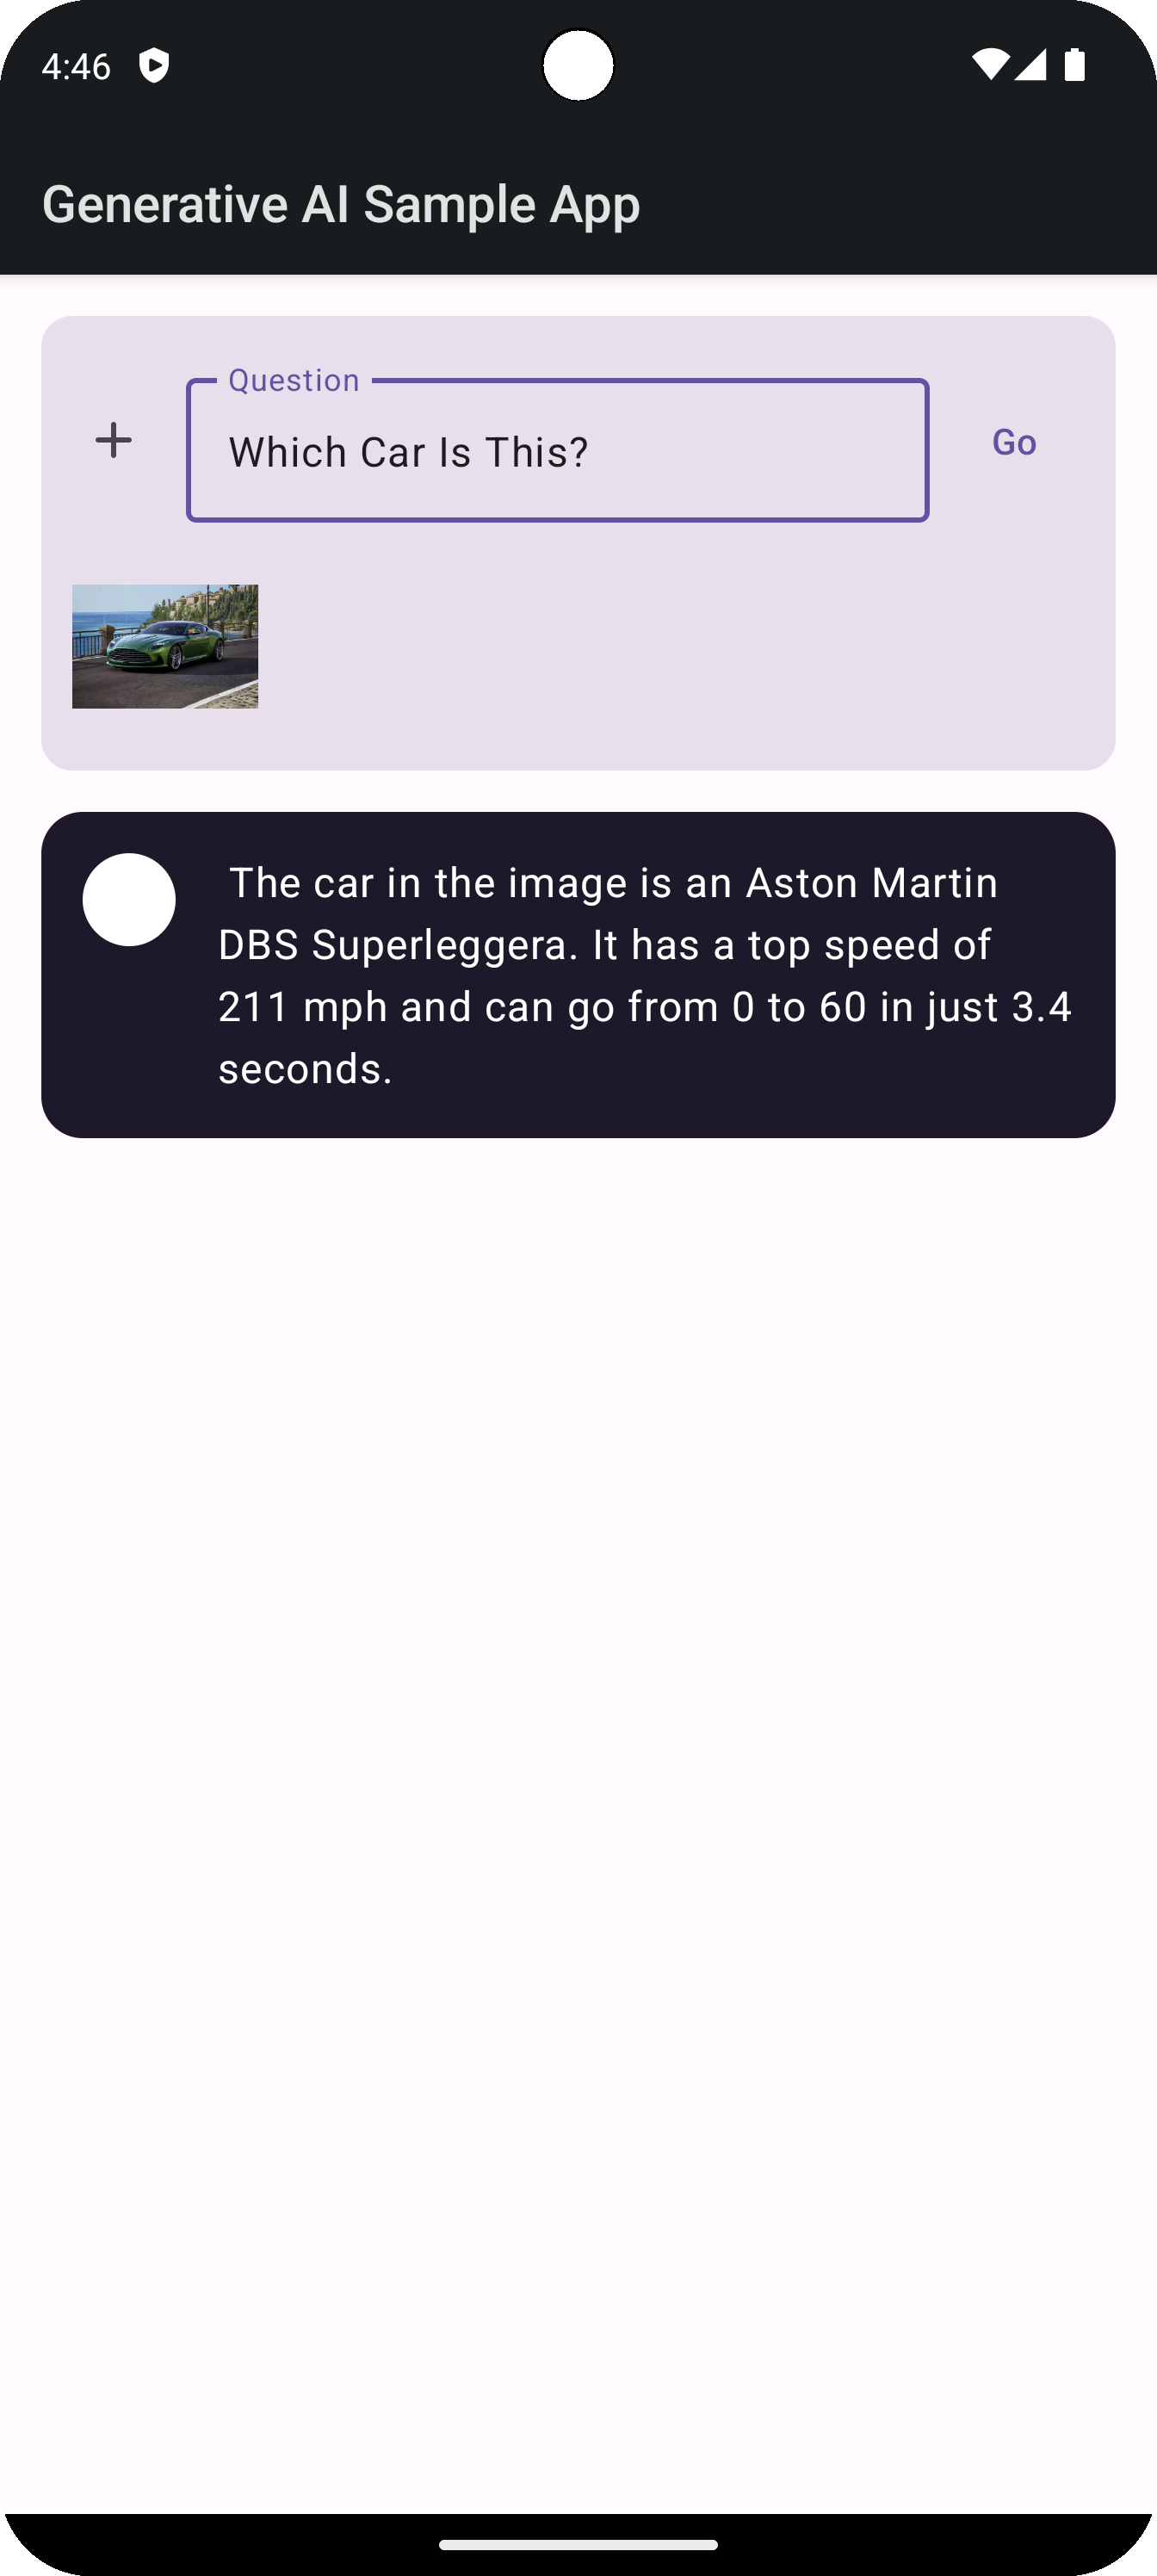 4:46
Generative AI Sample App
Question
Which Car Is This?
Go
The car in the image is an Aston Martin
DBS Superleggera. It has a top speed of
211 mph and can go from 0 to 60 in just 3.4
seconds.